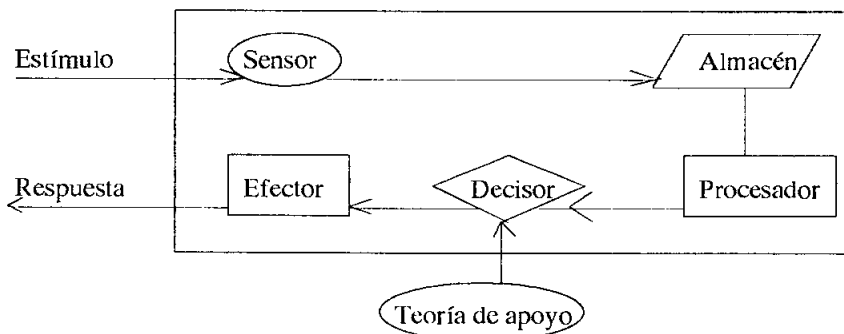 Estímulo
Sensor
Almacén
Respuesta
Efector
Decisor
Procesador
Teoría de apoyo